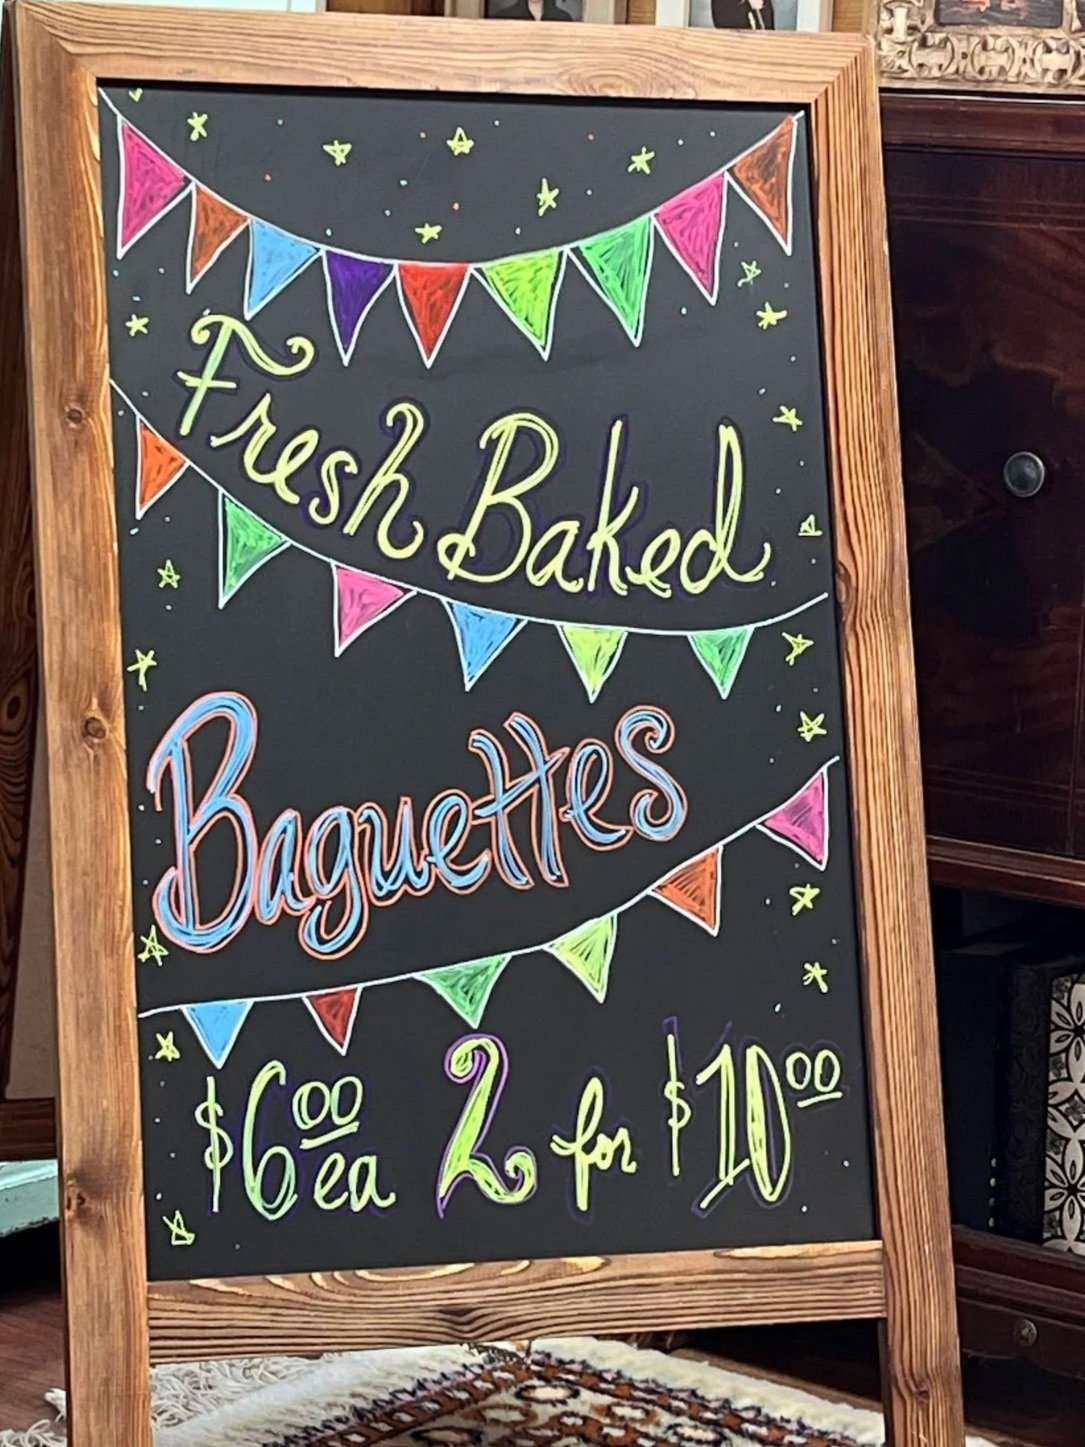 Fresh Baked
Baguettes
$6.00 ea 2 for $10.00